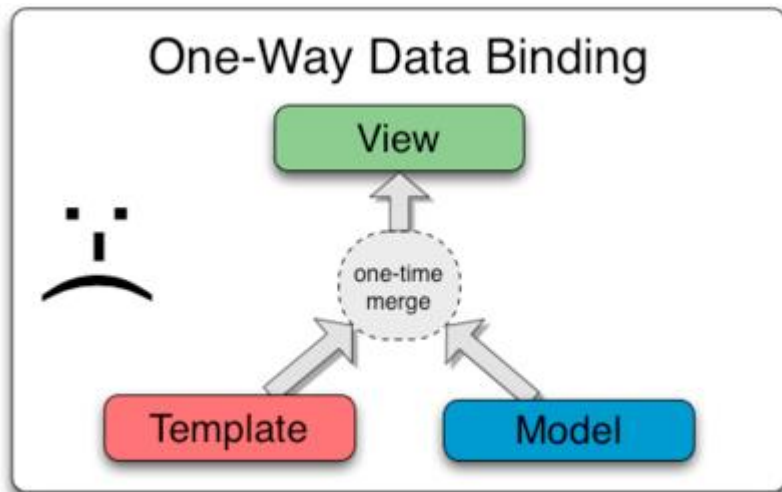 One-Way Data Binding
View
one-time
merge
Template
Model